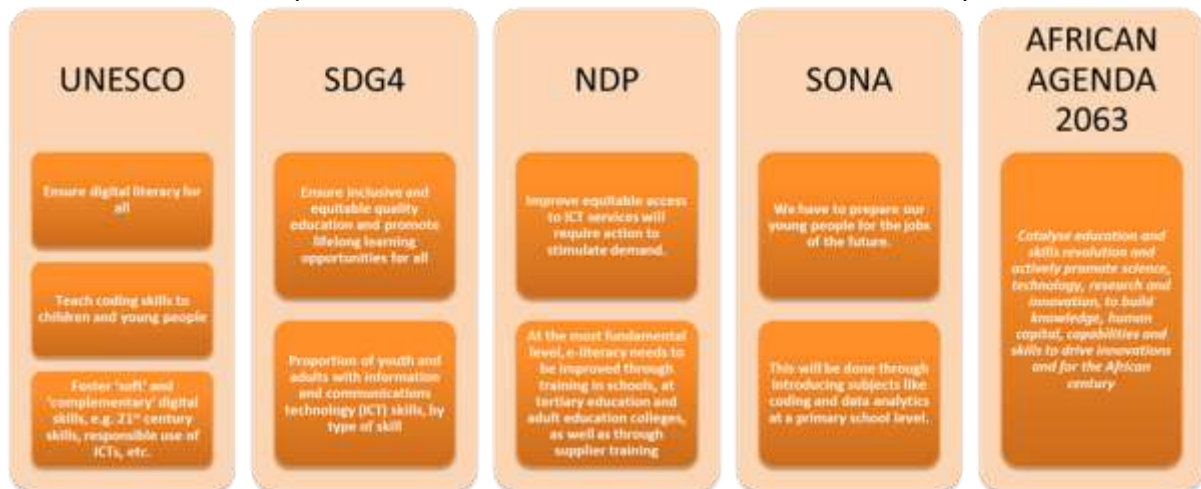 UNESCO
Ensure digital literacy for
all
Teach coding skills to
children and young people
Foster 'soft' and
'complementary' digital
skills, e.g. 21st century
skills, responsible use of
ICTs, etc.
SDG4
Ensure inclusive and
equitable quality
education and promote
lifelong learning
opportunities for all
Proportion of youth and
adults with information
and communications
technology (ICT) skills, by
type of skill
NDP
Improve equitable access
to ICT services will
require action to
stimulate demand.
At the most fundamental
level, e-literacy needs to
be improved through
training in schools, at
tertiary education and
adult education colleges,
as well as through
supplier training
SONA
We have to prepare our
young people for the jobs
of the future.
This will be done through
introducing subjects like
coding and data analytics
at a primary school level.
AFRICAN
AGENDA
2063
Catalyse education and
skills revolution and
actively promote science,
technology, research and
innovation, to build
knowledge, human
capital, capabilities and
skills to drive innovations
and for the African
century